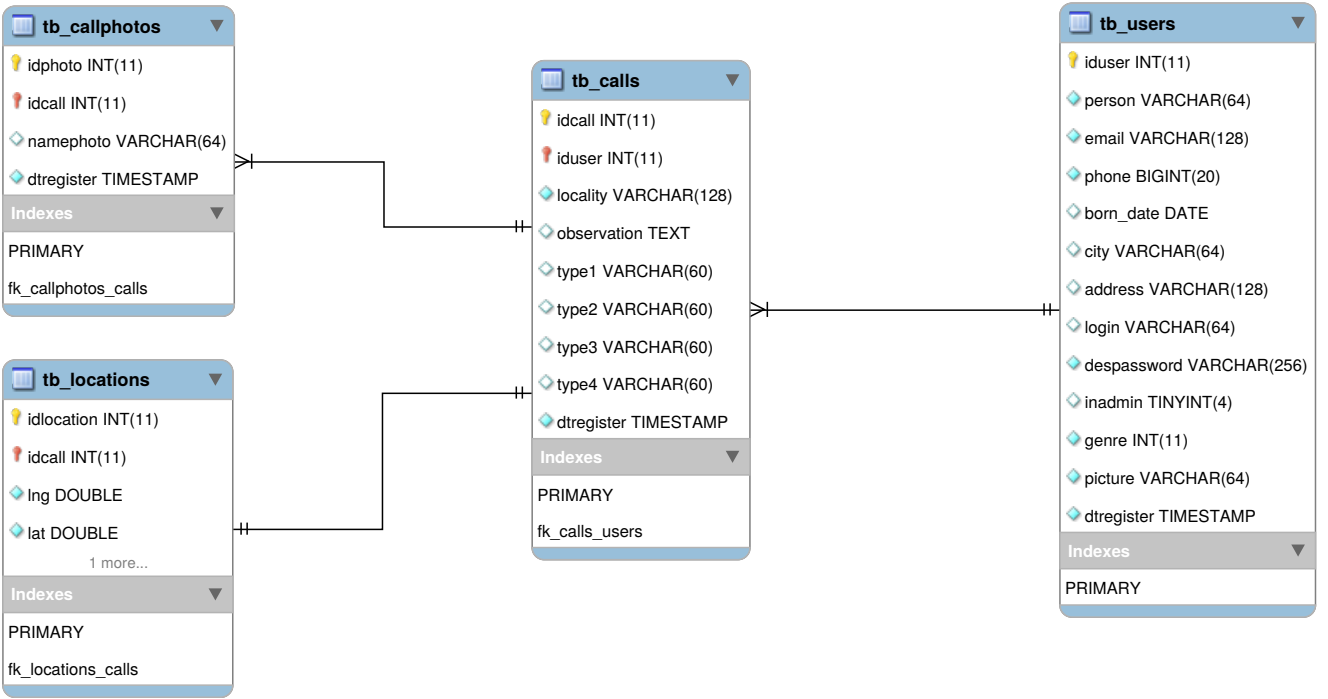 tb_callphotos
idphoto INT(11)
idcall INT(11)
namephoto VARCHAR(64)
dtregister TIMESTAMP
Indexes
PRIMARY
fk_callphotos_calls
tb_locations
idlocation INT(11)
idcall INT(11)
lng DOUBLE
lat DOUBLE
1 more...
Indexes
PRIMARY
fk_locations_calls
tb_calls
idcall INT(11)
iduser INT(11)
locality VARCHAR(128)
observation TEXT
type1 VARCHAR(60)
type2 VARCHAR(60)
type3 VARCHAR(60)
type4 VARCHAR(60)
dtregister TIMESTAMP
Indexes
PRIMARY
fk_calls_users
tb_users
iduser INT(11)
person VARCHAR(64)
email VARCHAR(128)
phone BIGINT(20)
born_date DATE
city VARCHAR(64)
address VARCHAR(128)
login VARCHAR(64)
despassword VARCHAR(256)
inadmin TINYINT(4)
genre INT(11)
picture VARCHAR(64)
dtregister TIMESTAMP
Indexes
PRIMARY